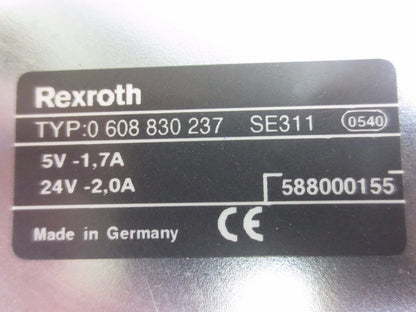 Rexroth
TYP:0 608 830 237 SE311 0540
5V -1,7A
24V -2,0A 588000155
Made in Germany CE